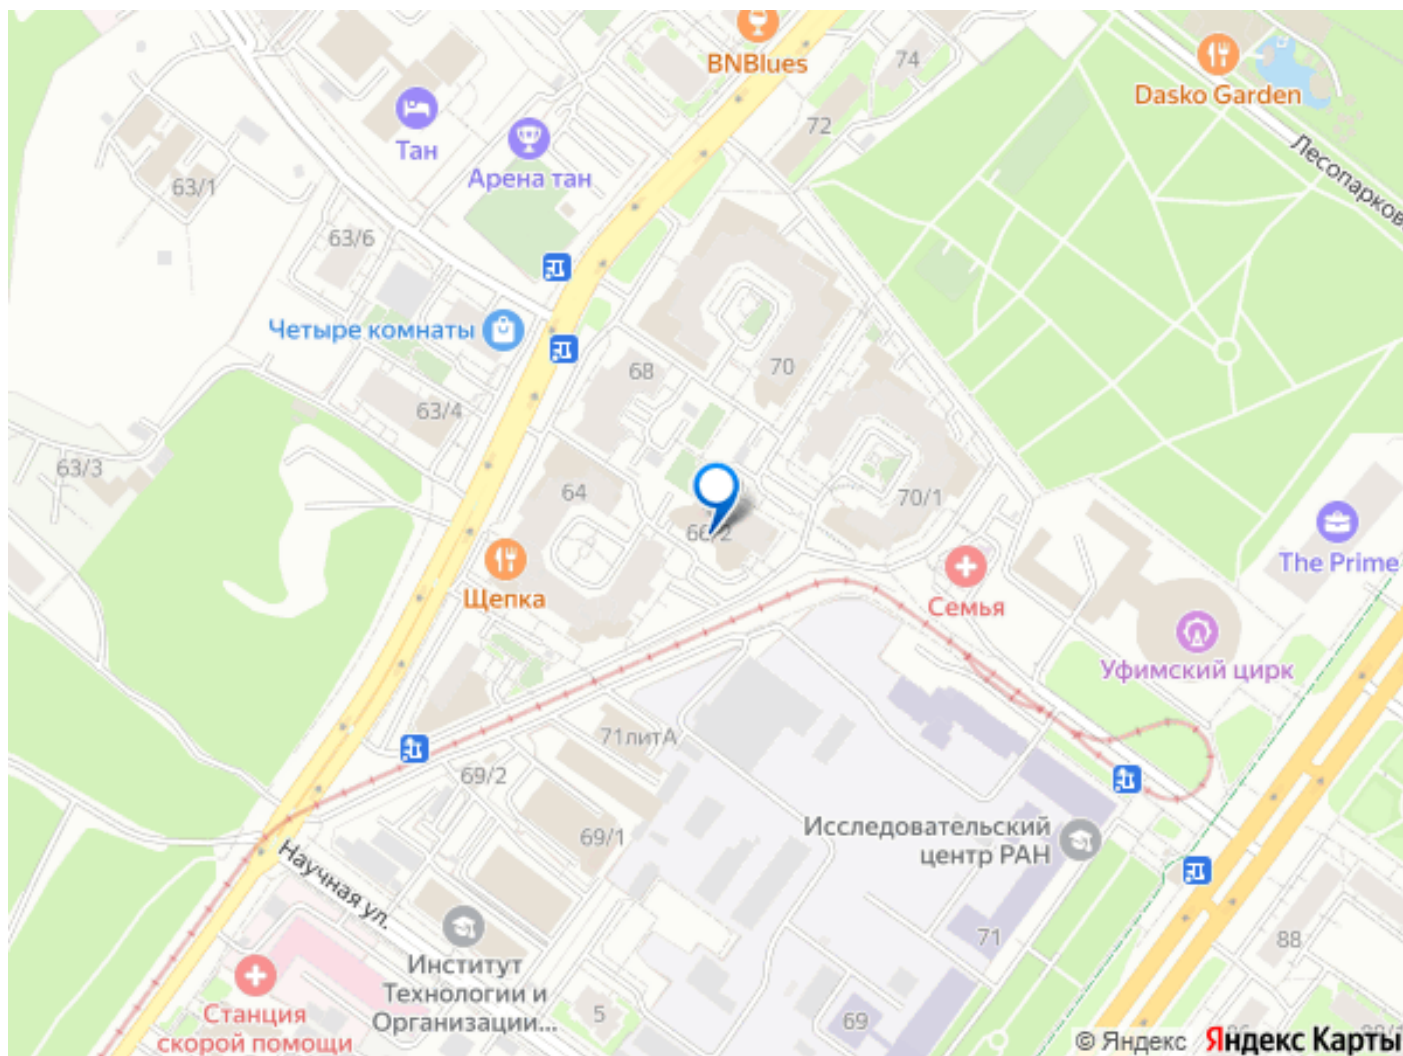 BNBlues
74
Dasko Garden
72
Тан
Арена тан
Лесопарков
63/1
63/6
Четыре комнаты
68
70
63/4
63/3
64
70/1
66/2
The Prime
Щепка
Семья
Уфимский цирк
71литА
69/2
69/1
Исследовательский
центр РАН
Научная ул.
71
88
Институт
Технологии и
Организации...
Станция
скорой помощи
5
69
© Яндекс Яндекс Карты